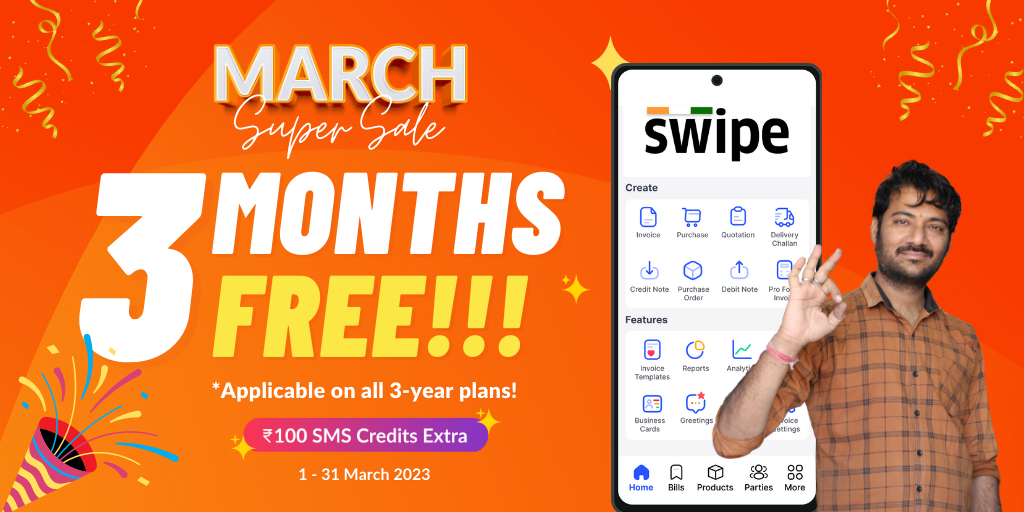 MARCH
Super Sale
3 MONTHS
FREE!!!
*Applicable on all 3-year plans!
₹100 SMS Credits Extra
1 - 31 March 2023
swipe
Create
Invoice Purchase Quotation Delivery
Challan
Credit Note Purchase Debit Note Pro
Order
Features
Invoice Reports
Templates
Business Greetings
Cards
Home Bills Products Parties More